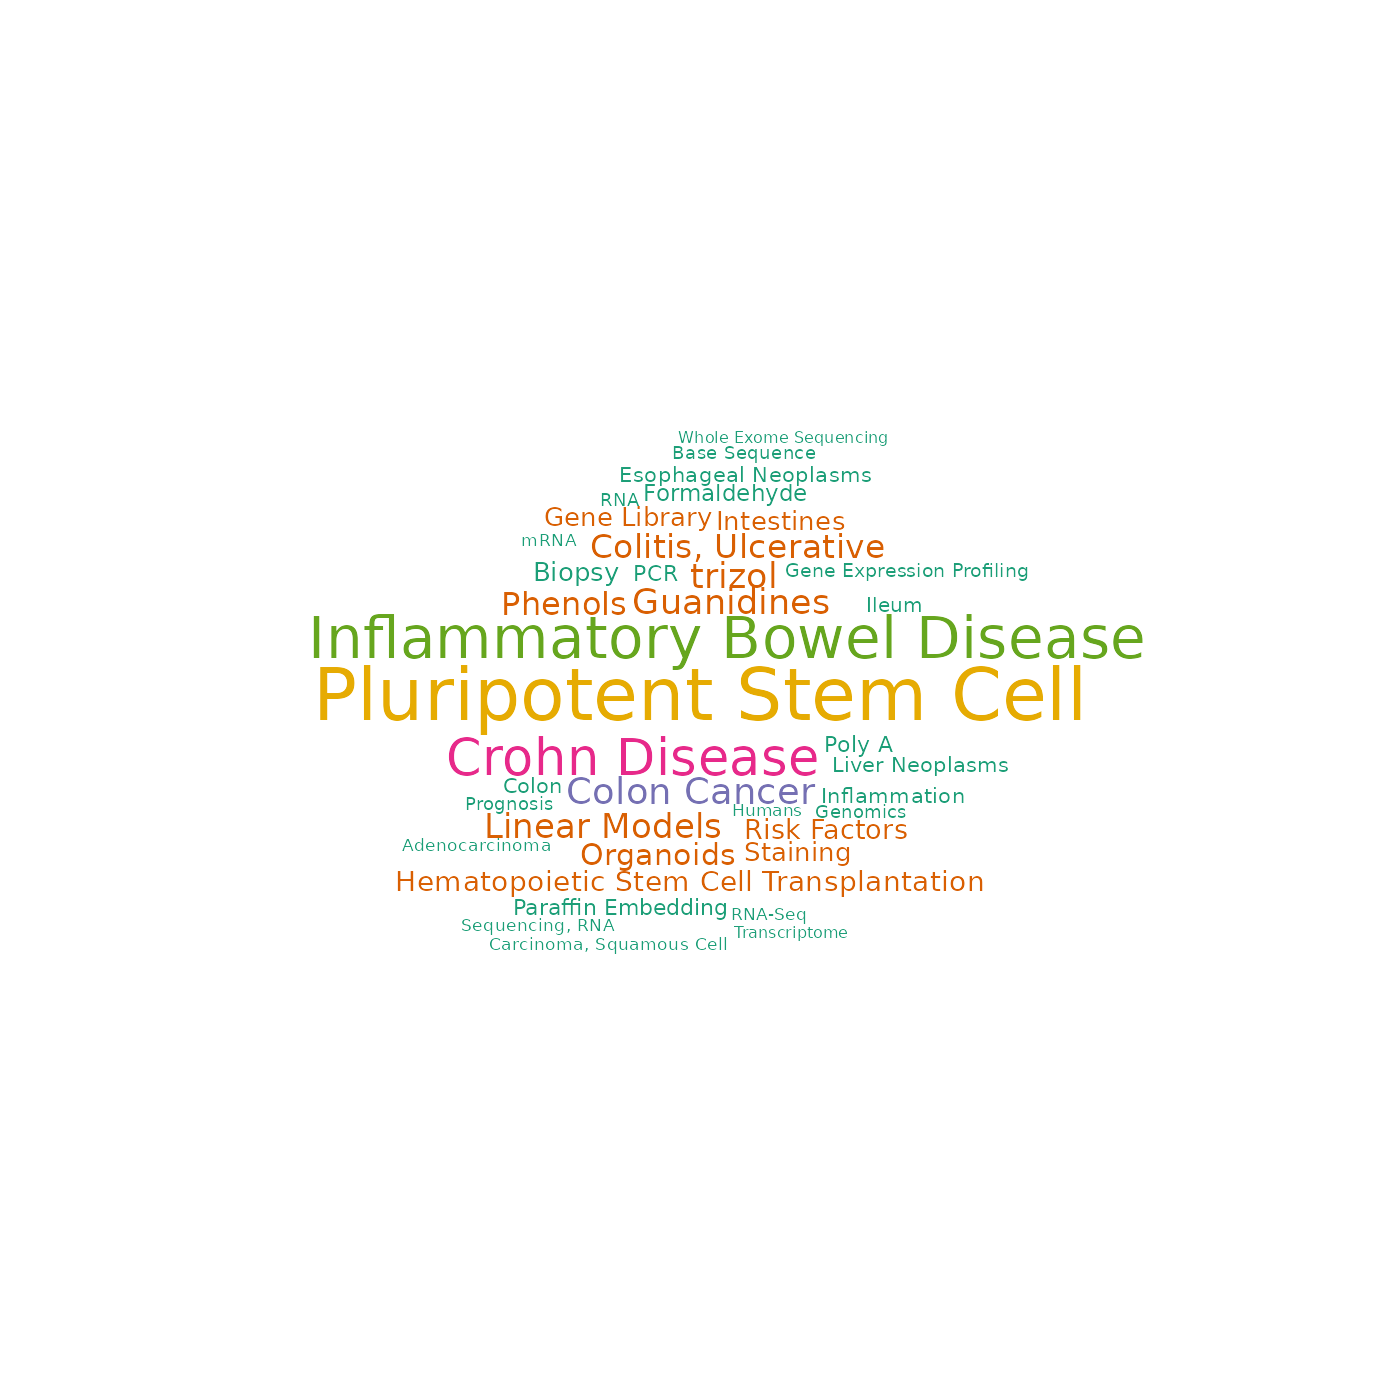 Whole Exome Sequencing
Base Sequence
Esophageal Neoplasms
RNA Formaldehyde
Gene Library Intestines
mRNA Colitis, Ulcerative
Biopsy PCR trizol Gene Expression Profiling
Phenols Guanidines Ileum
Inflammatory Bowel Disease
Pluripotent Stem Cell
Crohn Disease Poly A
Liver Neoplasms
Colon Colon Cancer Inflammation
Prognosis Humans Genomics
Linear Models Risk Factors
Adenocarcinoma Organoids Staining
Hematopoietic Stem Cell Transplantation
Paraffin Embedding RNA-Seq
Sequencing, RNA Transcriptome
Carcinoma, Squamous Cell